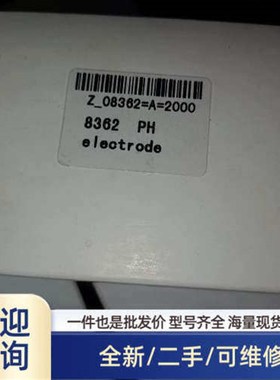 Z_08362=A=2000
8362 PH
electrode
迎
询
一件也是批发价 型号齐全 海量现货
全新/二手/可维修